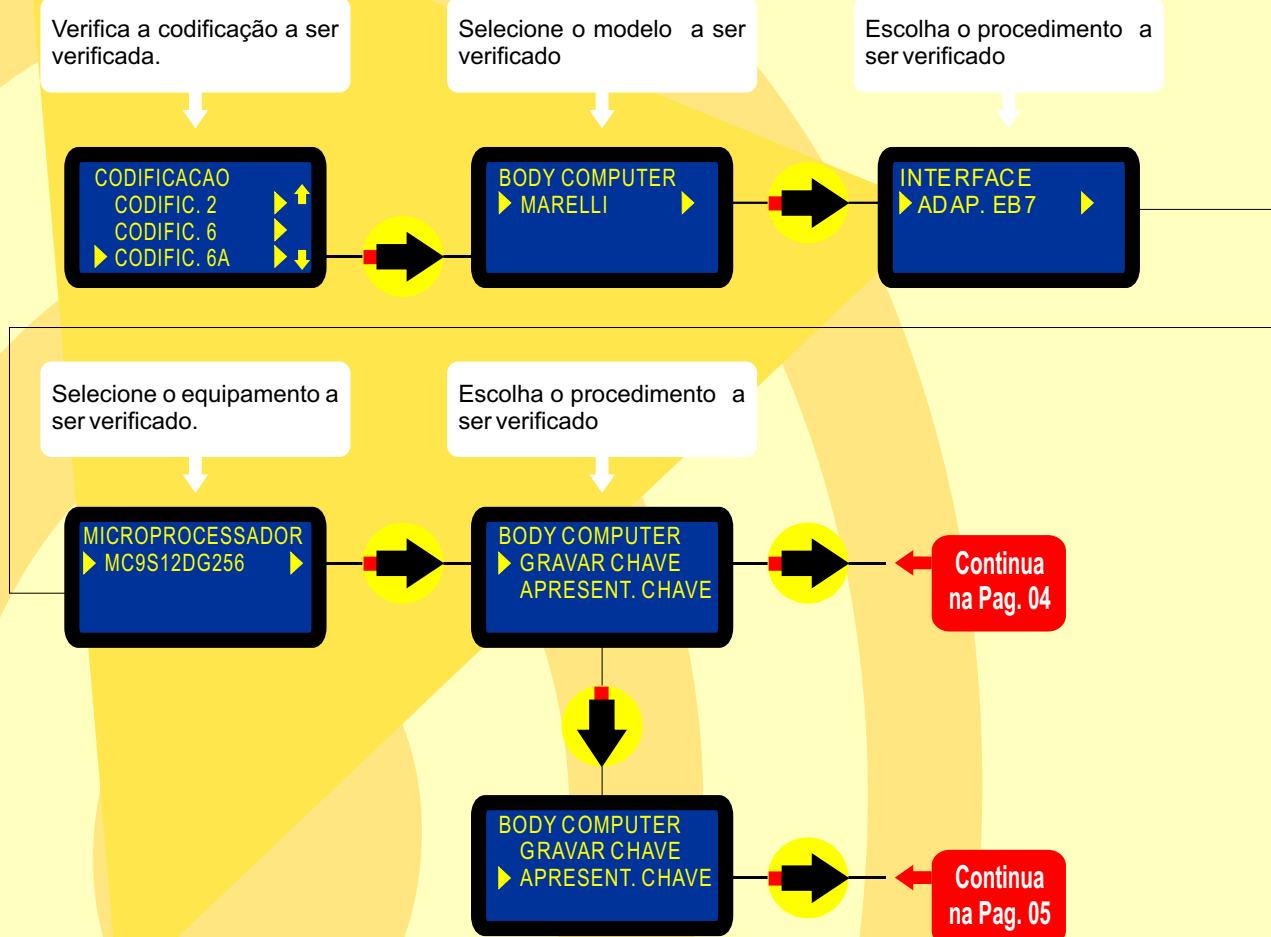 Verifica a codificação a ser
verificada.
Selecione o modelo a ser
verificado
Escolha o procedimento a
ser verificado
CODIFICACAO
CODIFIC. 2
CODIFIC. 6
CODIFIC. 6A
BODY COMPUTER
MARELLI
INTERFACE
ADAP. EB7
Selecione o equipamento a
ser verificado.
Escolha o procedimento a
ser verificado
MICROPROCESSADOR
MC9S12DG256
BODY COMPUTER
GRAVAR CHAVE
APRESENT. CHAVE
Continua
na Pag. 04
BODY COMPUTER
GRAVAR CHAVE
APRESENT. CHAVE
Continua
na Pag. 05